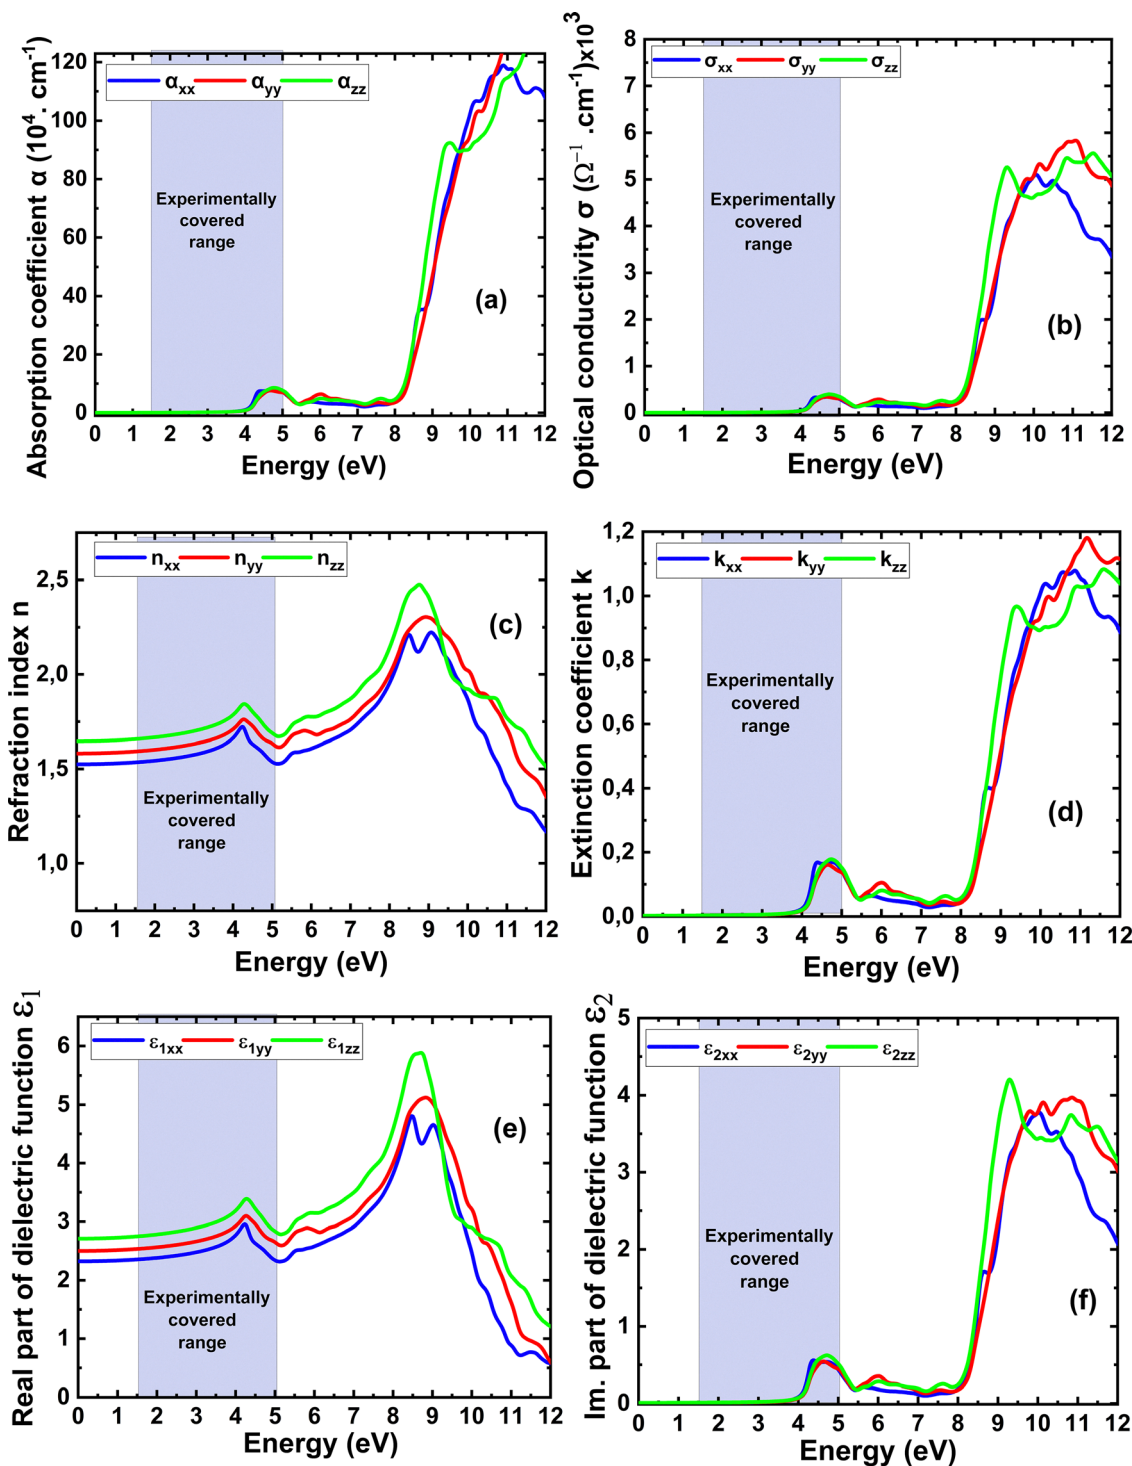 Absorption coefficient α (10⁴. cm⁻¹)
120
100
80
60
40
20
0
αxx αyy αzz
Experimentally
covered
range
(a)
0 1 2 3 4 5 6 7 8 9 10 11 12
Energy (eV)
Optical conductivity σ (Ω⁻¹ .cm⁻¹)x10³
8
7
6
5
4
3
2
1
0
σxx σyy σzz
Experimentally
covered
range
(b)
0 1 2 3 4 5 6 7 8 9 10 11 12
Energy (eV)
Refraction index n
2,5
2,0
1,5
1,0
nxx nyy nzz
(c)
Experimentally
covered
range
0 1 2 3 4 5 6 7 8 9 10 11 12
Energy (eV)
Extinction coefficient k
1,2
1,0
0,8
0,6
0,4
0,2
0,0
kxx kyy kzz
Experimentally
covered
range
(d)
0 1 2 3 4 5 6 7 8 9 10 11 12
Energy (eV)
Real part of dielectric function ε₁
6
5
4
3
2
1
0
ε1xx ε1yy ε1zz
(e)
Experimentally
covered
range
0 1 2 3 4 5 6 7 8 9 10 11 12
Energy (eV)
Im. part of dielectric function ε₂
5
4
3
2
1
0
ε2xx ε2yy ε2zz
Experimentally
covered
range
(f)
0 1 2 3 4 5 6 7 8 9 10 11 12
Energy (eV)